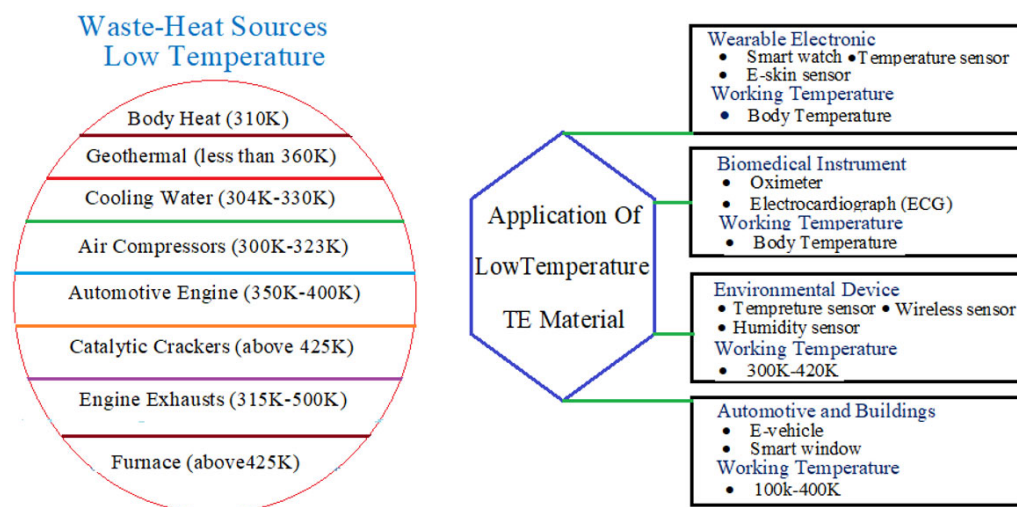 Waste-Heat Sources
Low Temperature
Body Heat (310K)
Geothermal (less than 360K)
Cooling Water (304K-330K)
Air Compressors (300K-323K)
Automotive Engine (350K-400K)
Catalytic Crackers (above 425K)
Engine Exhausts (315K-500K)
Furnace (above425K)
Application Of
LowTemperature
TE Material
Wearable Electronic
● Smart watch ●Temperature sensor
● E-skin sensor
Working Temperature
● Body Temperature
Biomedical Instrument
● Oximeter
● Electrocardiograph (ECG)
Working Temperature
● Body Temperature
Environmental Device
● Tempreture sensor ● Wireless sensor
● Humidity sensor
Working Temperature
● 300K-420K
Automotive and Buildings
● E-vehicle
● Smart window
Working Temperature
● 100k-400K